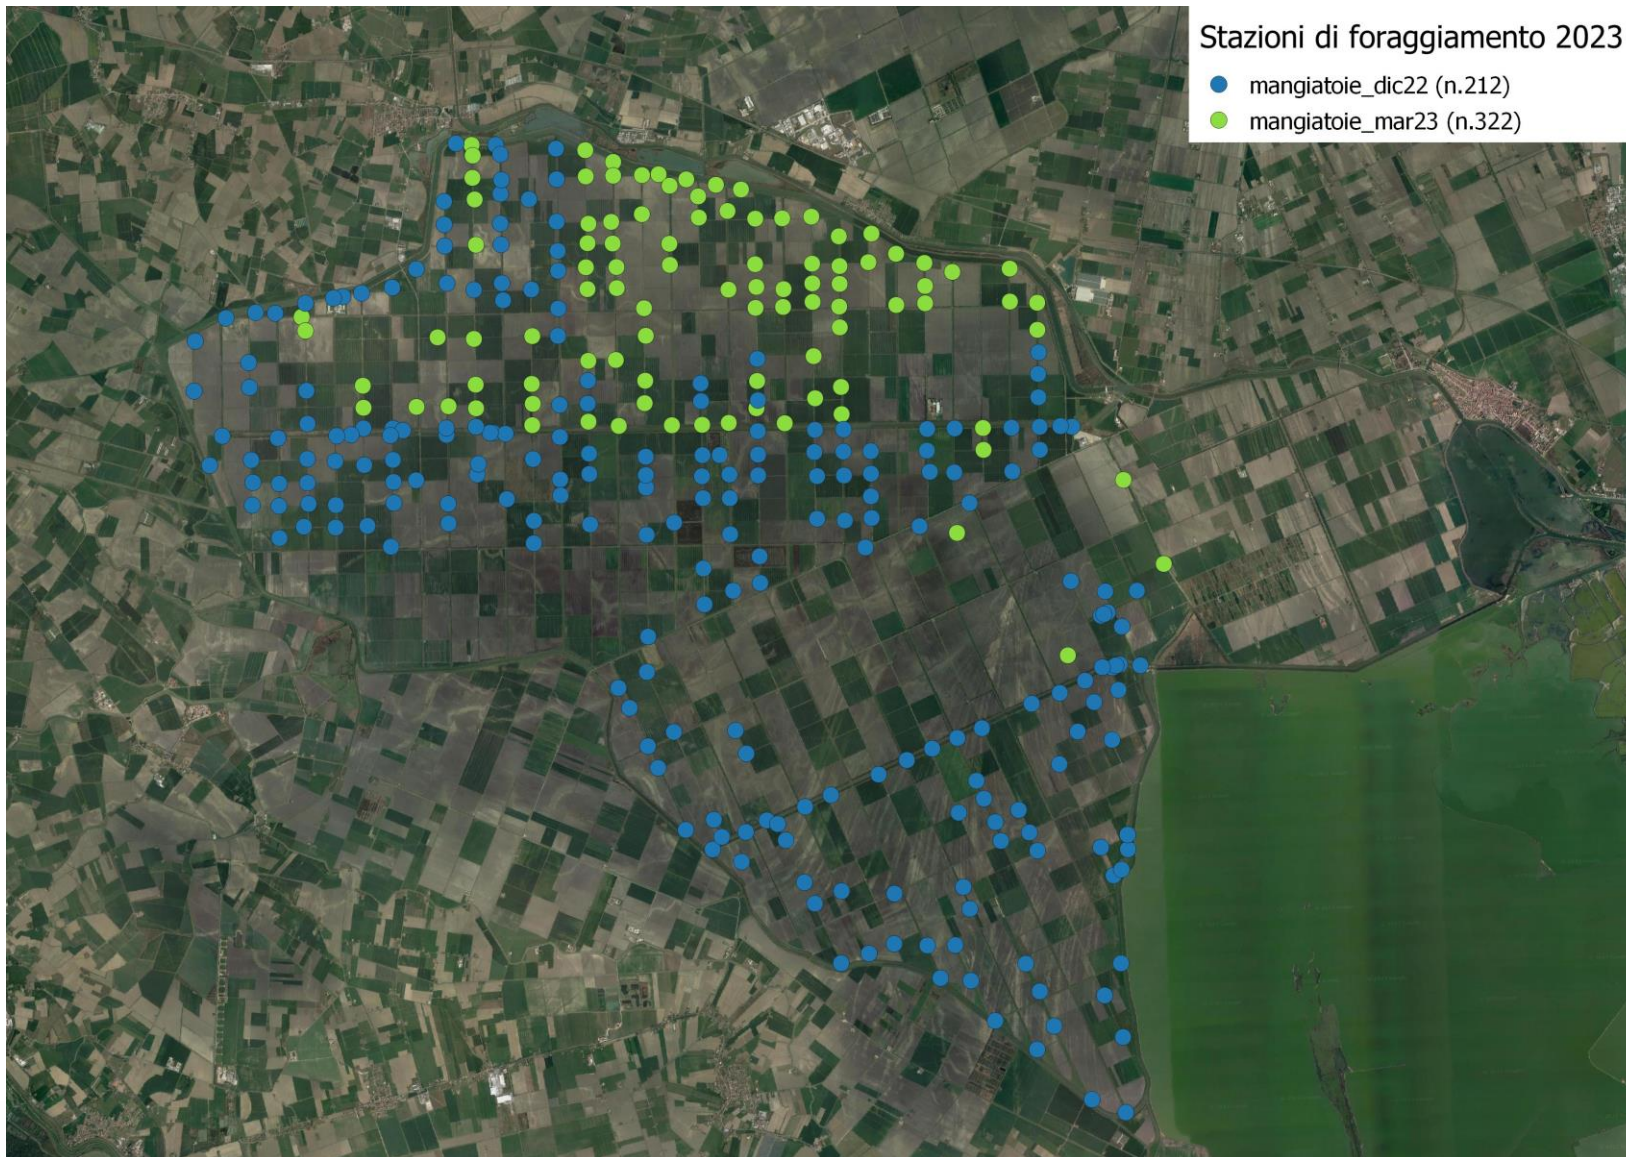 Stazioni di foraggiamento 2023
mangiatoie_dic22 (n.212)
mangiatoie_mar23 (n.322)